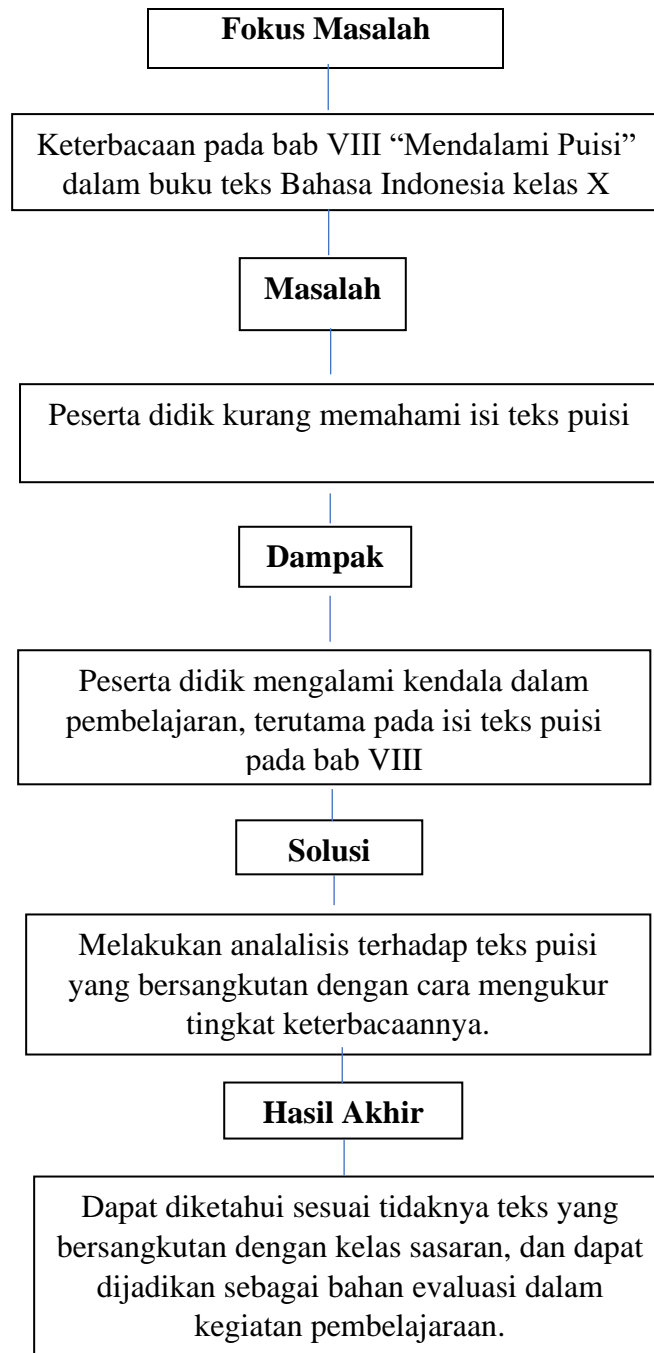 Fokus Masalah
Keterbacaan pada bab VIII “Mendalami Puisi”
dalam buku teks Bahasa Indonesia kelas X
Masalah
Peserta didik kurang memahami isi teks puisi
Dampak
Peserta didik mengalami kendala dalam
pembelajaran, terutama pada isi teks puisi
pada bab VIII
Solusi
Melakukan analalisis terhadap teks puisi
yang bersangkutan dengan cara mengukur
tingkat keterbacaannya.
Hasil Akhir
Dapat diketahui sesuai tidaknya teks yang
bersangkutan dengan kelas sasaran, dan dapat
dijadikan sebagai bahan evaluasi dalam
kegiatan pembelajaraan.